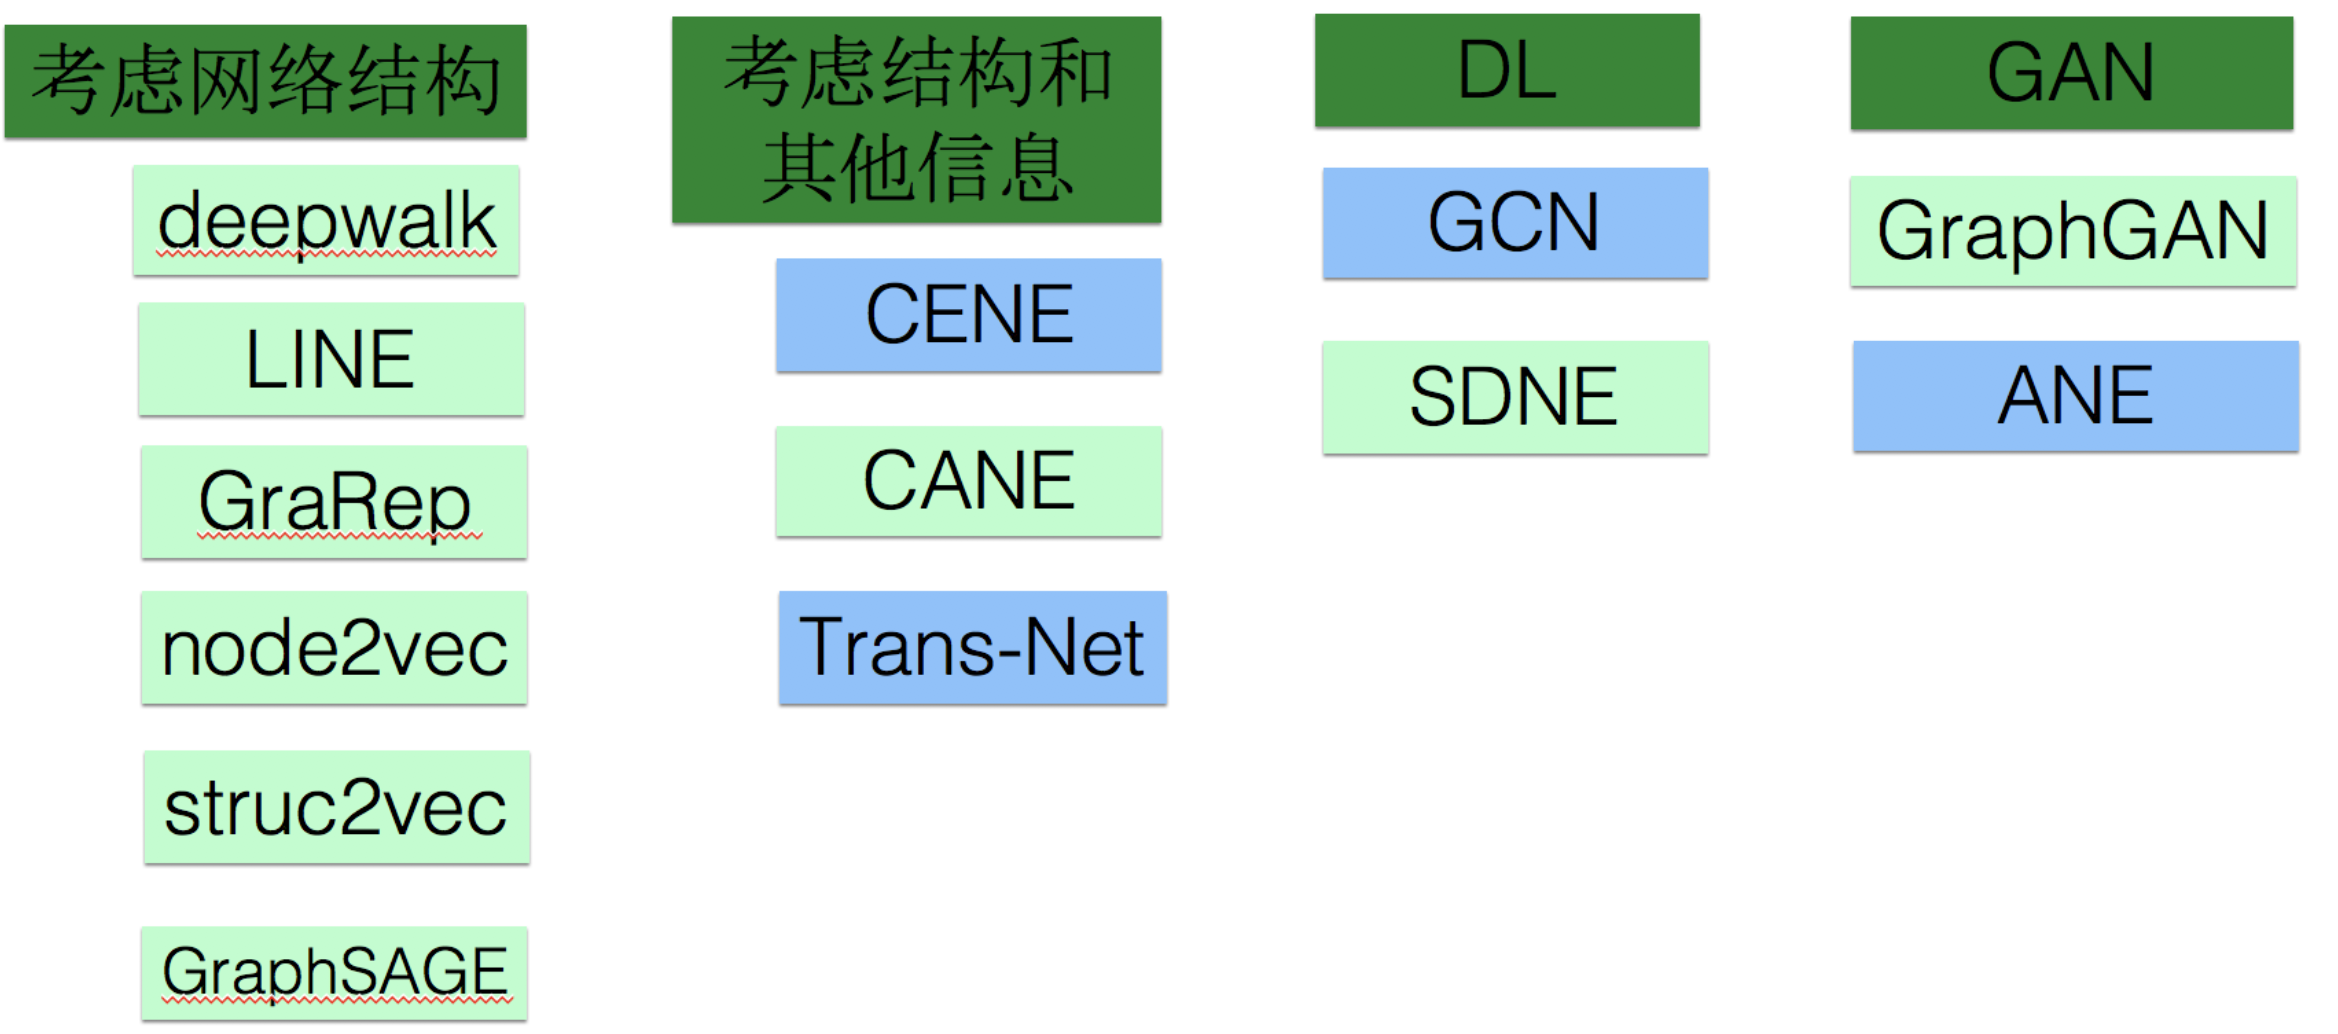 考虑网络结构
deepwalk
LINE
GraRep
node2vec
struc2vec
GraphSAGE
考虑结构和
其他信息
CENE
CANE
Trans-Net
DL
GCN
SDNE
GAN
GraphGAN
ANE